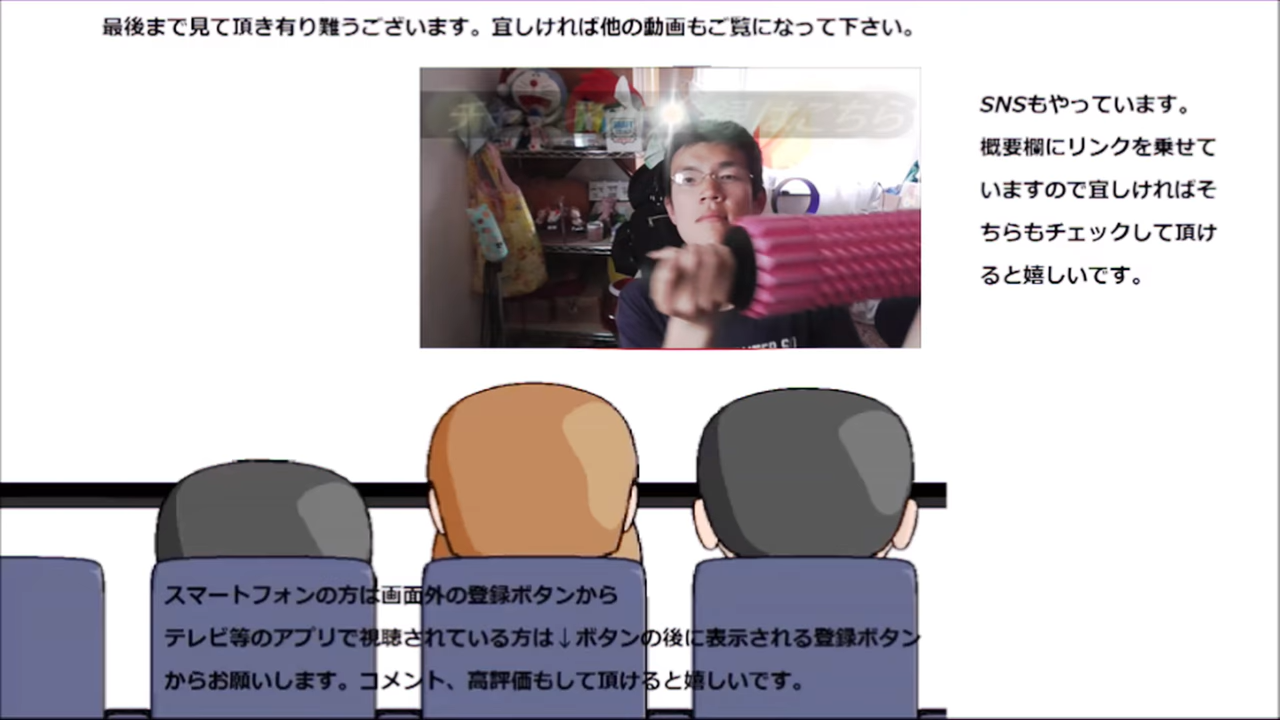 最後まで見て頂き有り難うございます。宜しければ他の動画もご覧になって下さい。
SNSもやっています。
概要欄にリンクを乗せて
いますので宜しければそ
ちらもチェックして頂け
ると嬉しいです。
スマートフォンの方は画面外の登録ボタンから
テレビ等のアプリで視聴されている方は↓ボタンの後に表示される登録ボタン
からお願いします。コメント、高評価もして頂けると嬉しいです。